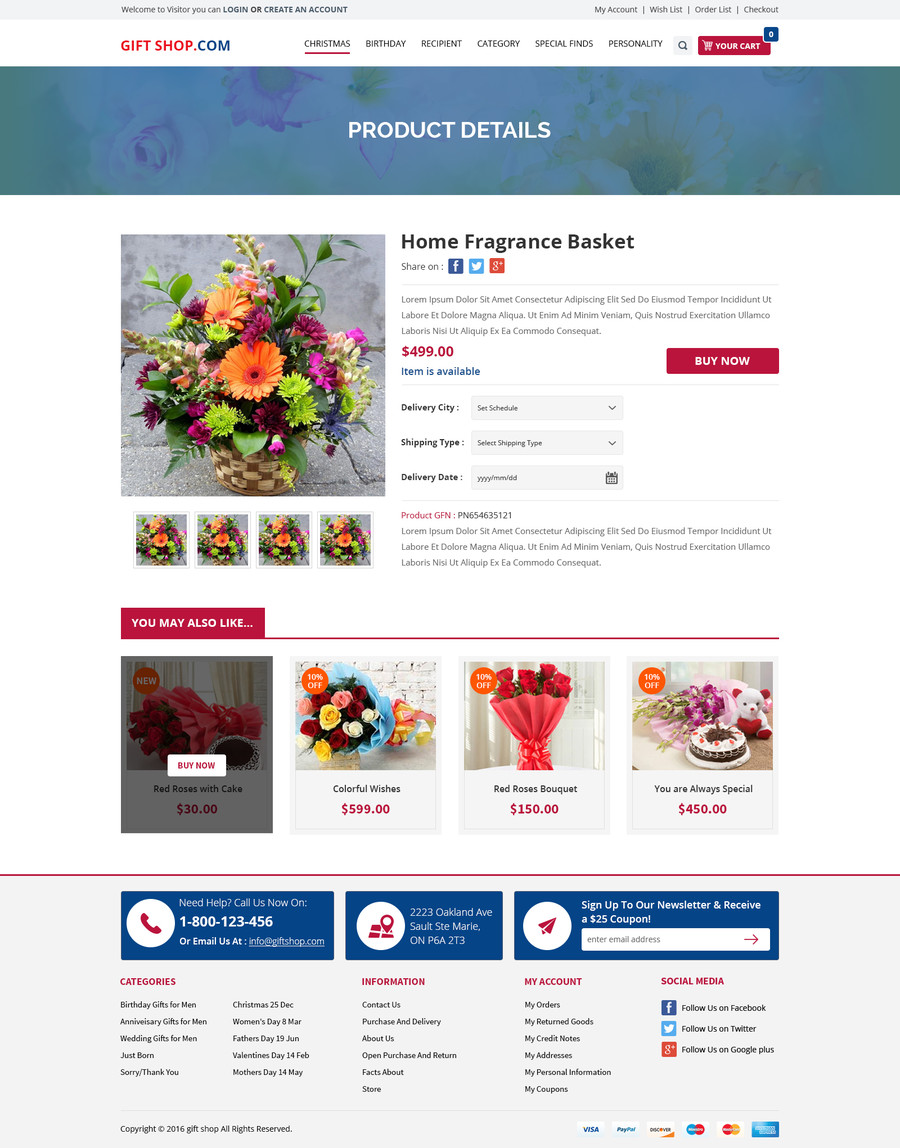 Welcome to Visitor you can LOGIN OR CREATE AN ACCOUNT
My Account | Wish List | Order List | Checkout
GIFT SHOP.COM
CHRISTMAS BIRTHDAY RECIPIENT CATEGORY SPECIAL FINDS PERSONALITY
YOUR CART
0
PRODUCT DETAILS
Home Fragrance Basket
Share on :
Lorem Ipsum Dolor Sit Amet Consectetur Adipiscing Elit Sed Do Eiusmod Tempor Incididunt Ut
Labore Et Dolore Magna Aliqua. Ut Enim Ad Minim Veniam, Quis Nostrud Exercitation Ullamco
Laboris Nisi Ut Aliquip Ex Ea Commodo Consequat.
$499.00
Item is available
BUY NOW
Delivery City : Set Schedule
Shipping Type : Select Shipping Type
Delivery Date : yyyy/mm/dd
Product GFN : PN654635121
Lorem Ipsum Dolor Sit Amet Consectetur Adipiscing Elit Sed Do Eiusmod Tempor Incididunt Ut
Labore Et Dolore Magna Aliqua. Ut Enim Ad Minim Veniam, Quis Nostrud Exercitation Ullamco
Laboris Nisi Ut Aliquip Ex Ea Commodo Consequat.
YOU MAY ALSO LIKE...
NEW
BUY NOW
Red Roses with Cake
$30.00
10%
OFF
Colorful Wishes
$599.00
10%
OFF
Red Roses Bouquet
$150.00
10%
OFF
You are Always Special
$450.00
Need Help? Call Us Now On:
1-800-123-456
Or Email Us At : info@giftshop.com
2223 Oakland Ave
Sault Ste Marie,
ON P6A 2T3
Sign Up To Our Newsletter & Receive
a $25 Coupon!
enter email address
CATEGORIES
Birthday Gifts for Men
Anniveisary Gifts for Men
Wedding Gifts for Men
Just Born
Sorry/Thank You
Christmas 25 Dec
Women's Day 8 Mar
Fathers Day 19 Jun
Valentines Day 14 Feb
Mothers Day 14 May
INFORMATION
Contact Us
Purchase And Delivery
About Us
Open Purchase And Return
Facts About
Store
MY ACCOUNT
My Orders
My Returned Goods
My Credit Notes
My Addresses
My Personal Information
My Coupons
SOCIAL MEDIA
Follow Us on Facebook
Follow Us on Twitter
Follow Us on Google plus
Copyright © 2016 gift shop All Rights Reserved.
VISA PayPal DISCOVER Maestro MasterCard